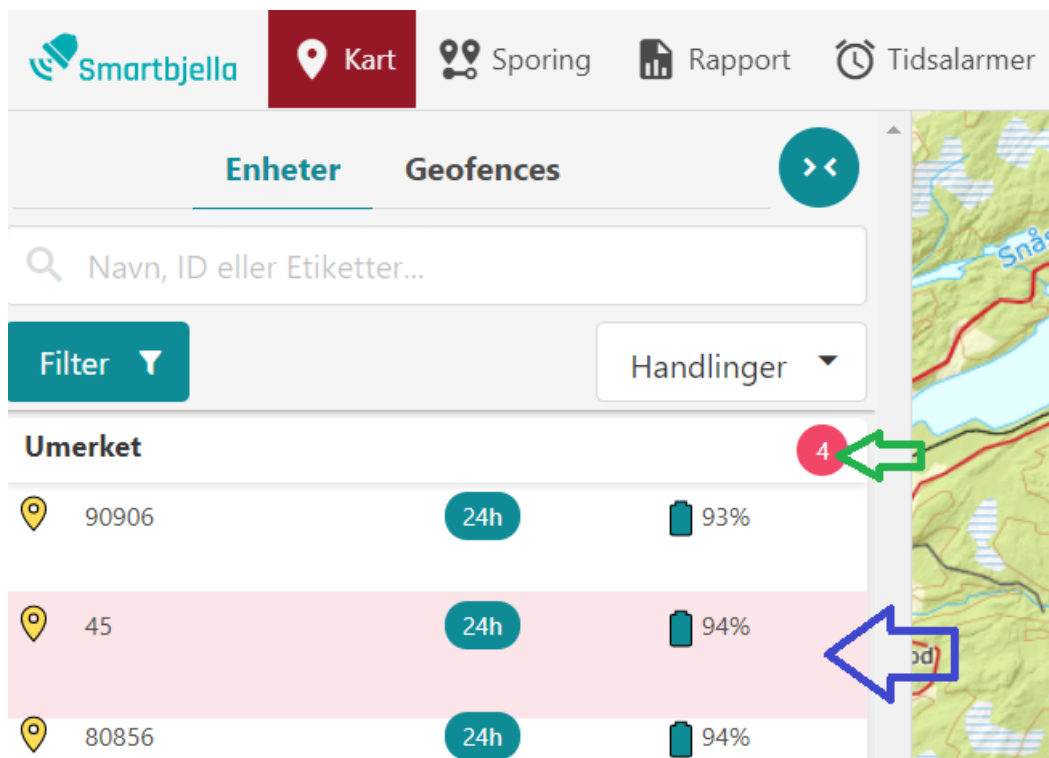 Smartbjella Kart Sporing Rapport Tidsalarmer
Enheter Geofences
Navn, ID eller Etiketter...
Filter Handlinger
Umerket 4
90906 24h 93%
45 24h 94%
80856 24h 94%